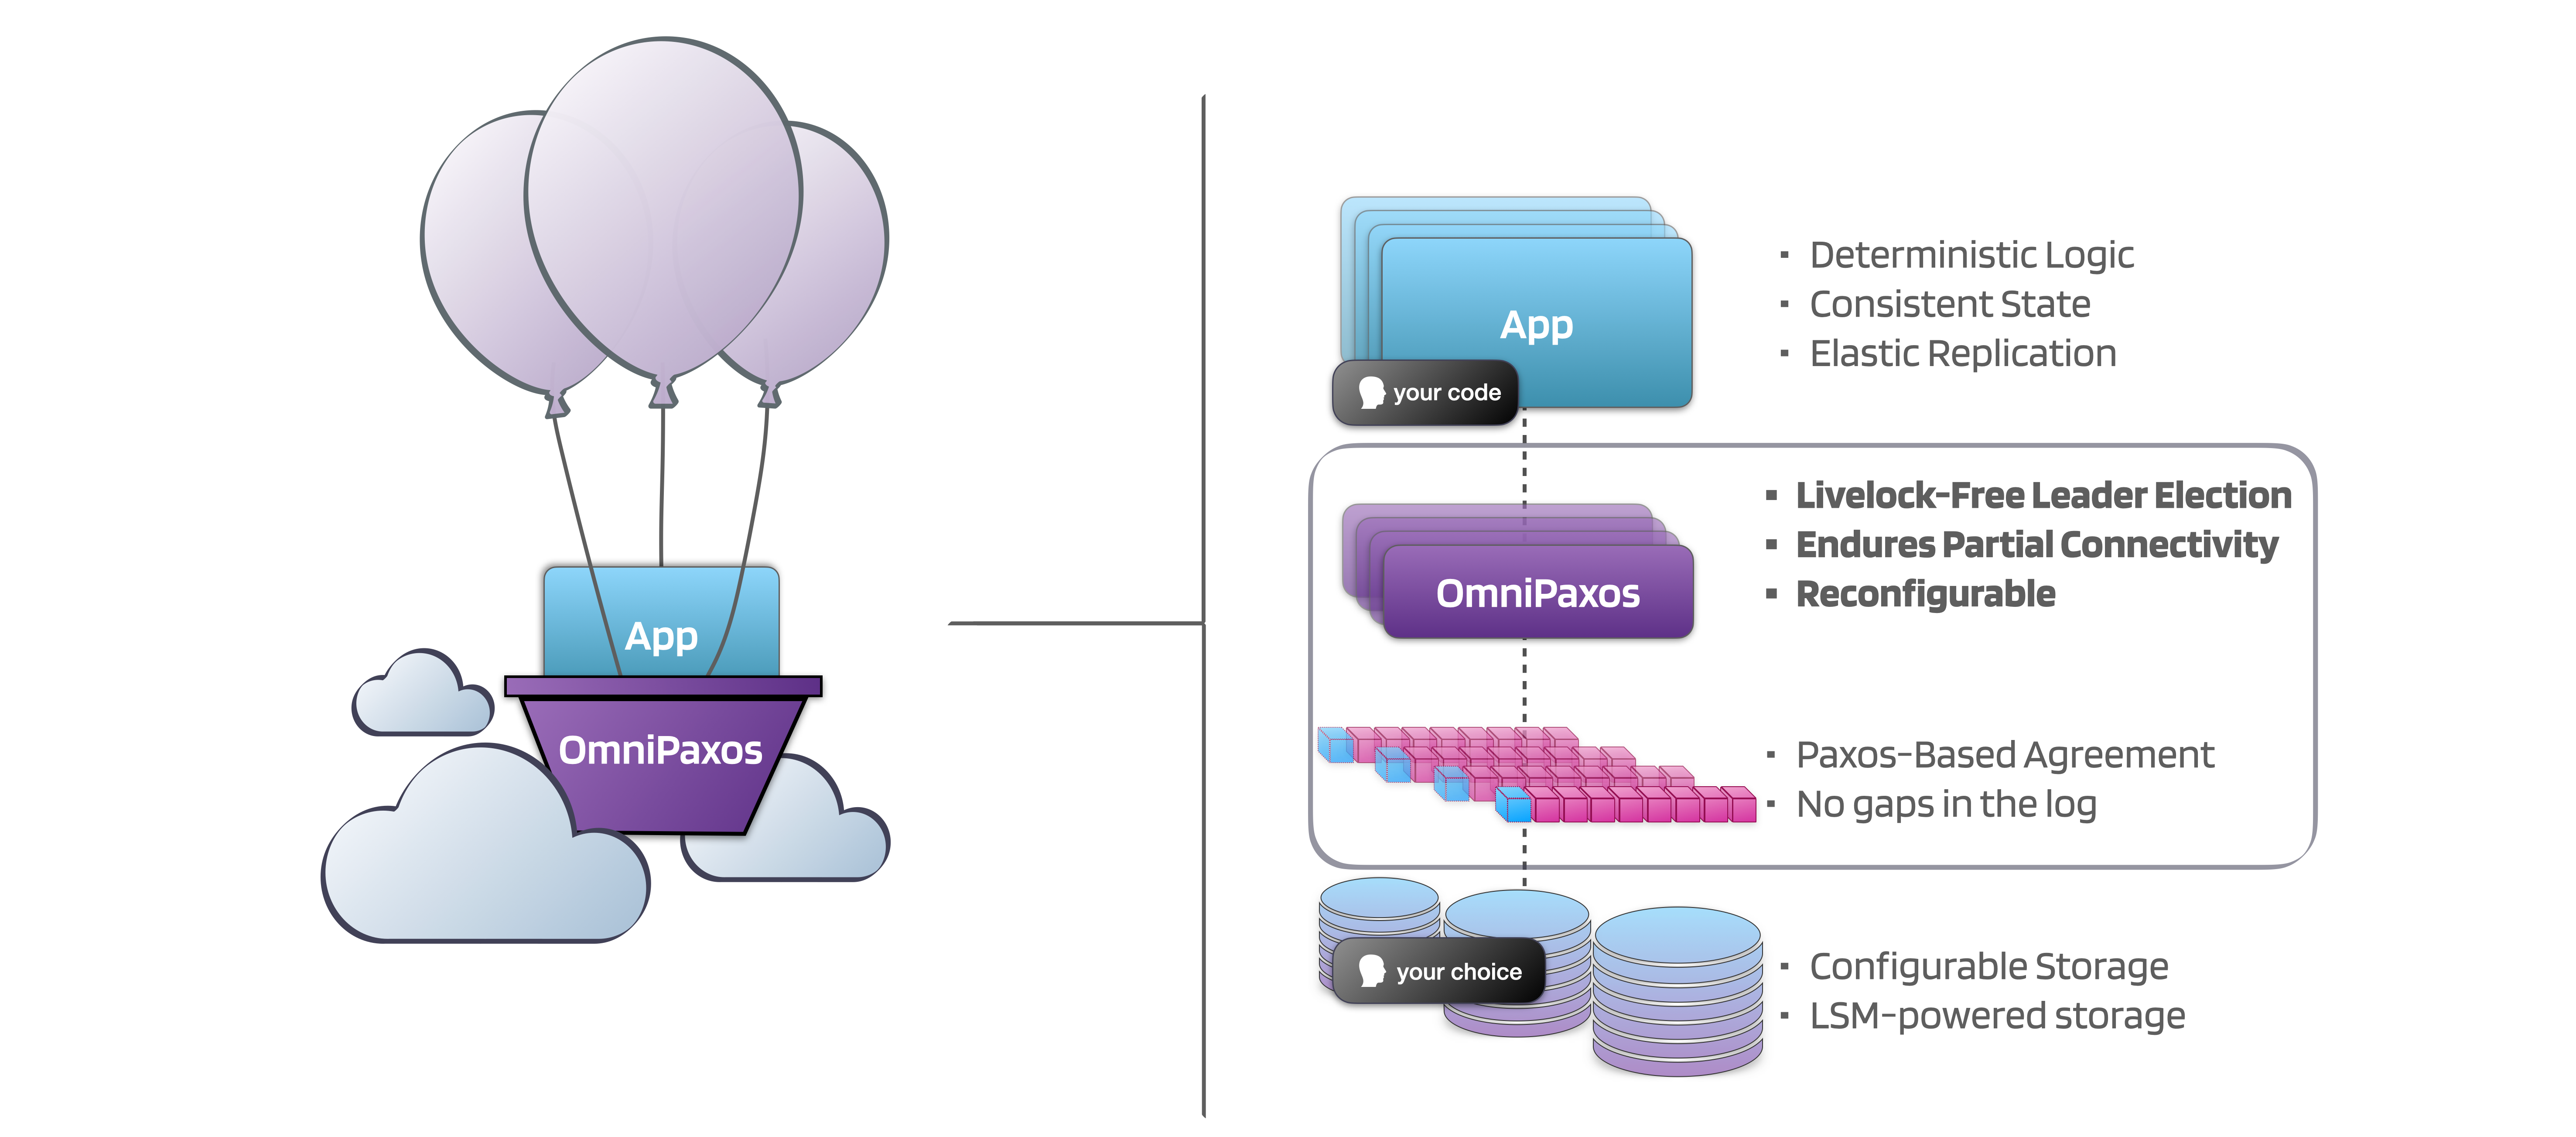 App
OmniPaxos
App
your code
▪ Deterministic Logic
▪ Consistent State
▪ Elastic Replication
OmniPaxos
▪ Livelock-Free Leader Election
▪ Endures Partial Connectivity
▪ Reconfigurable
▪ Paxos-Based Agreement
▪ No gaps in the log
your choice
▪ Configurable Storage
▪ LSM-powered storage